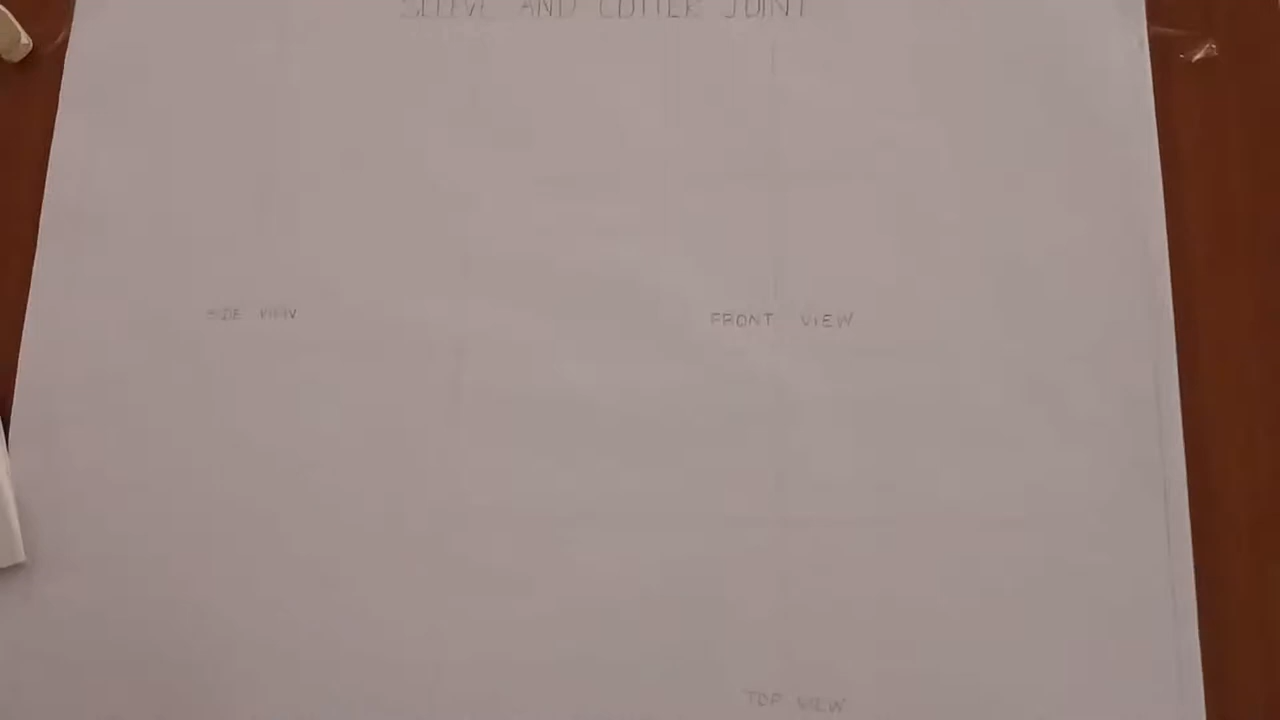 SLEEVE AND COTTER JOINT
SIDE VIEW
FRONT VIEW
TOP VIEW